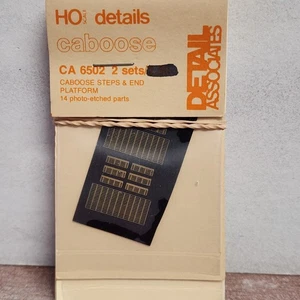 HO details
caboose
CA 6502 2 sets/
CABOOSE STEPS & END
PLATFORM
14 photo-etched parts
DETAIL
ASSOCIATES